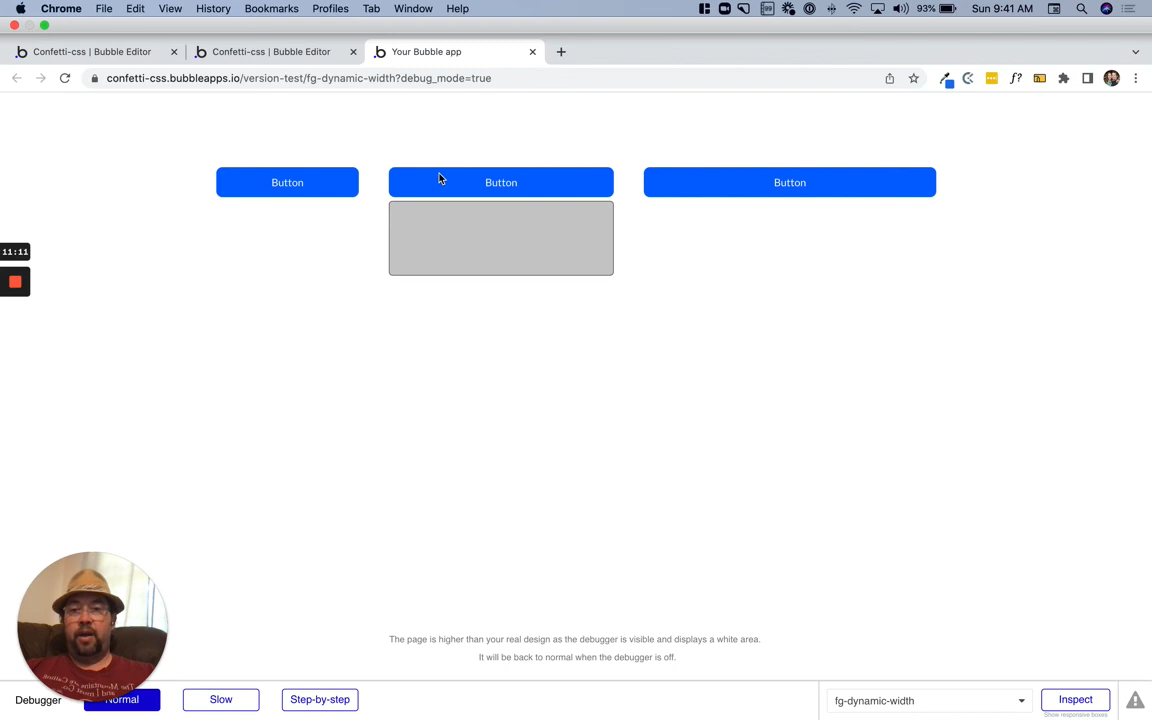 Chrome File Edit View History Bookmarks Profiles Tab Window Help 93% Sun 9:41 AM
Confetti-css | Bubble Editor Confetti-css | Bubble Editor Your Bubble app
confetti-css.bubbleapps.io/version-test/fg-dynamic-width?debug_mode=true f?
Button Button Button
11:11
The page is higher than your real design as the debugger is visible and displays a white area.
It will be back to normal when the debugger is off.
Debugger Normal Slow Step-by-step fg-dynamic-width Inspect
Show responsive boxes